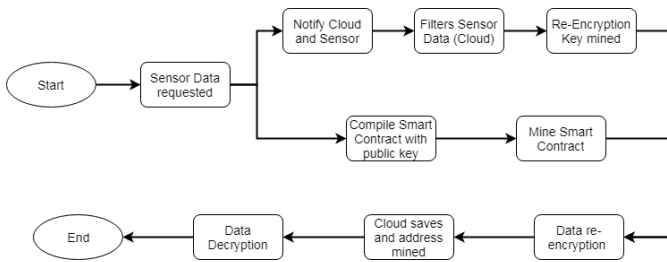 Start
Sensor Data
requested
Notify Cloud
and Sensor
Filters Sensor
Data (Cloud)
Re-Encryption
Key mined
Compile Smart
Contract with
public key
Mine Smart
Contract
Data re-
encryption
Cloud saves
and address
mined
Data
Decryption
End